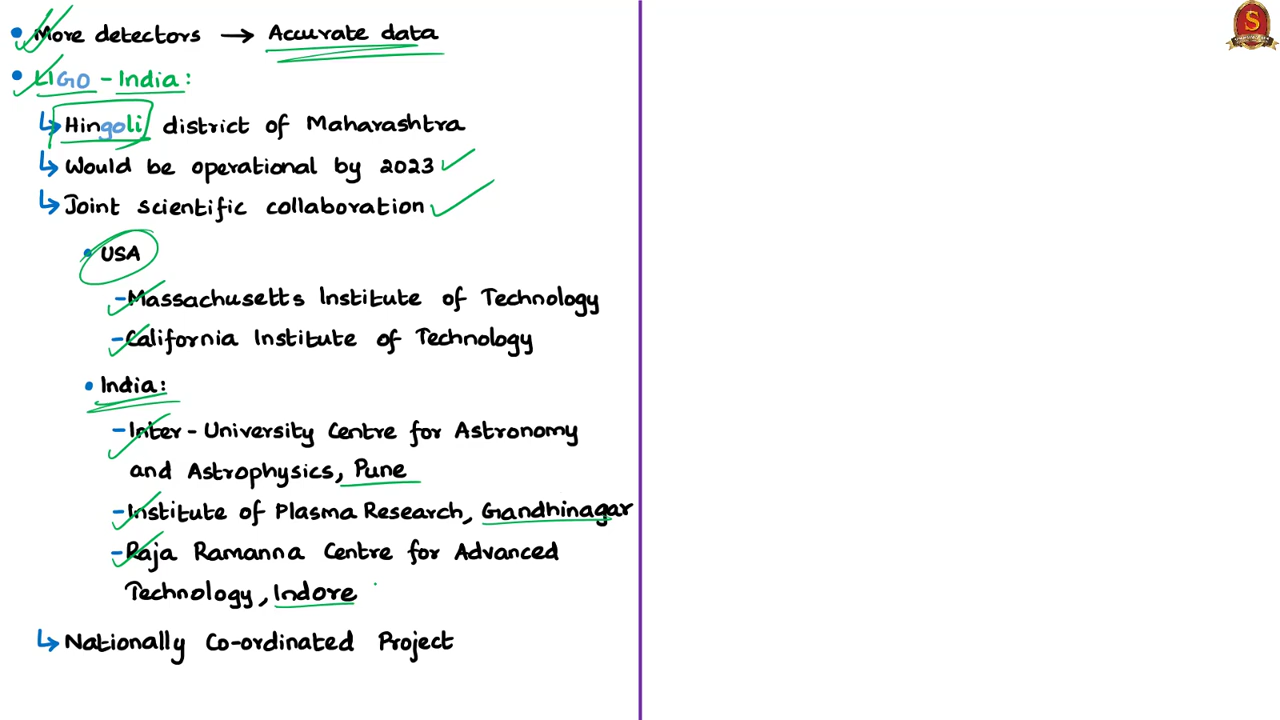 • More detectors → Accurate data
• LIGO - India:
↳ Hingoli district of Maharashtra
↳ Would be operational by 2023
↳ Joint scientific collaboration
• USA
- Massachusetts Institute of Technology
- California Institute of Technology
• India:
- Inter - University Centre for Astronomy
and Astrophysics, Pune
- Institute of Plasma Research, Gandhinagar
- Raja Ramanna Centre for Advanced
Technology, Indore
↳ Nationally Co-ordinated Project
S